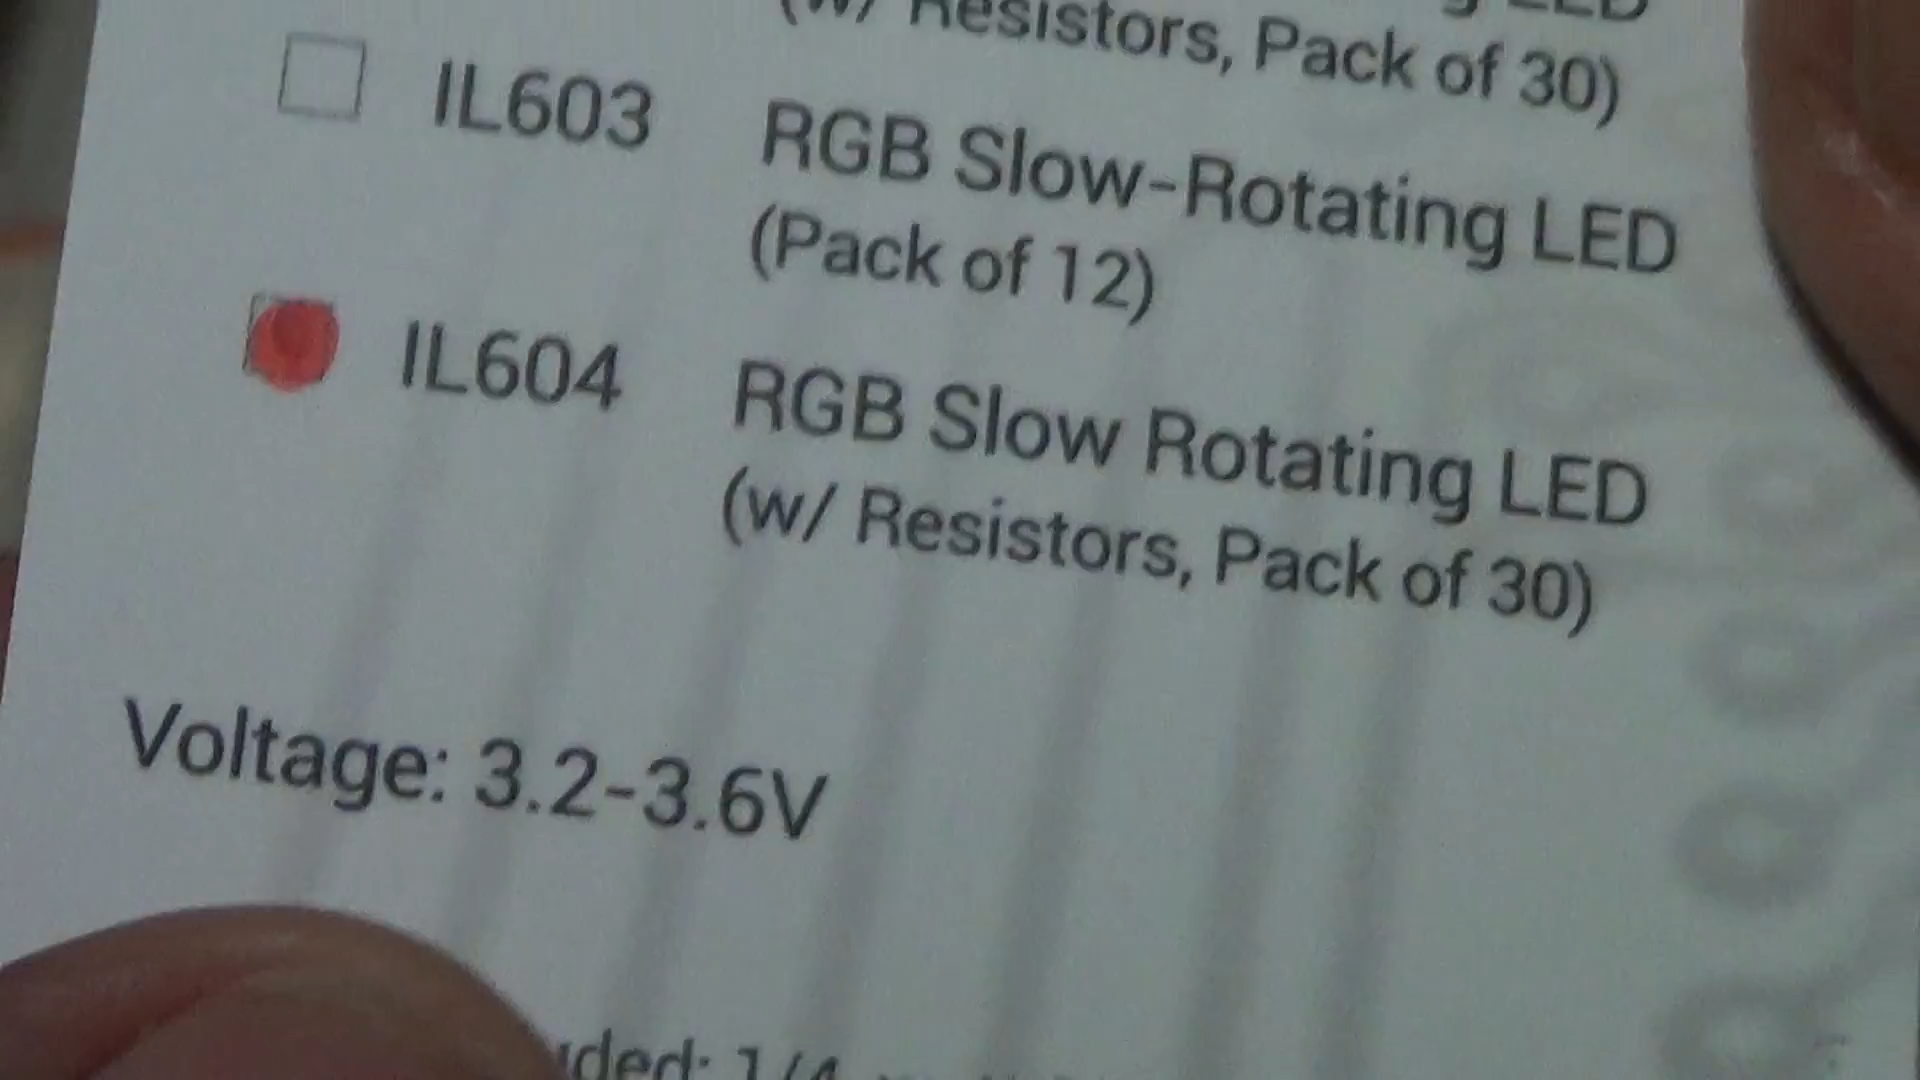 (w/ Resistors, Pack of 30)
IL603 RGB Slow-Rotating LED
(Pack of 12)
IL604 RGB Slow Rotating LED
(w/ Resistors, Pack of 30)
Voltage: 3.2-3.6V